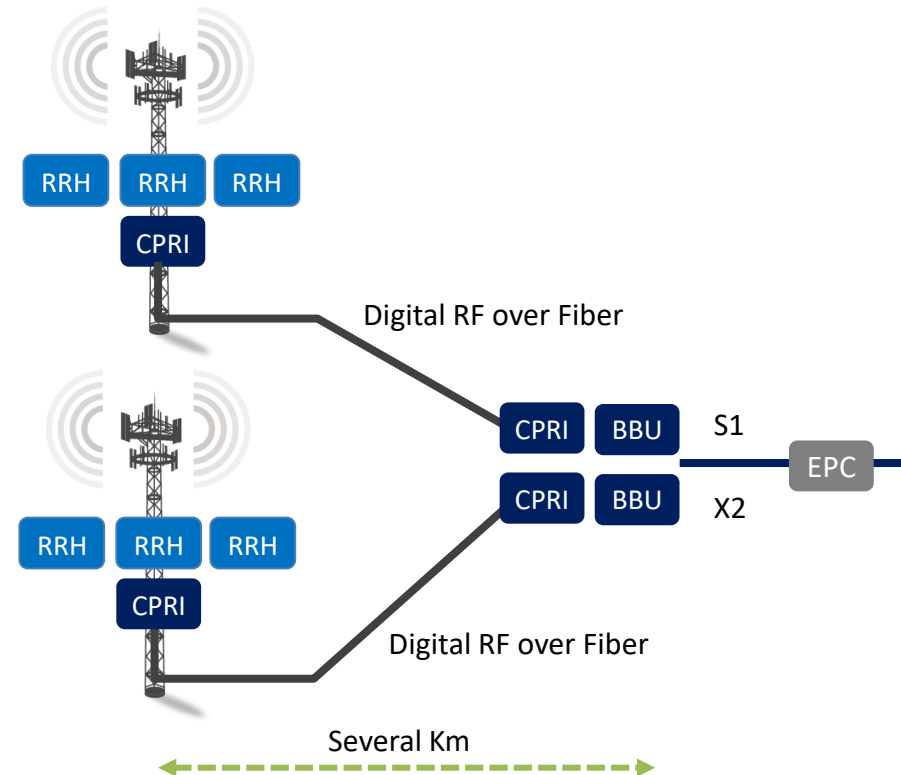 RRH RRH RRH
CPRI
Digital RF over Fiber
CPRI BBU S1
EPC
CPRI BBU X2
RRH RRH RRH
CPRI
Digital RF over Fiber
Several Km